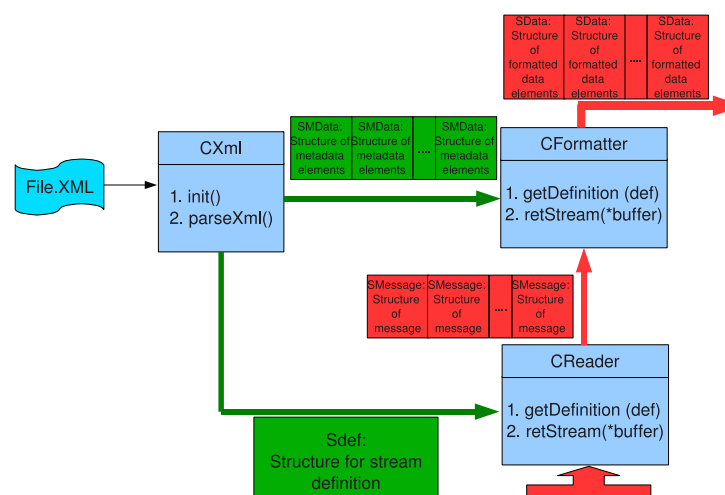 SData:
Structure
of
formatted
data
elements
SData:
Structure
of
formatted
data
elements
....
SData:
Structure
of
formatted
data
elements
SMData:
Structure of
metadata
elements
SMData:
Structure of
metadata
elements
....
SMData:
Structure of
metadata
elements
CXml
1. init()
2. parseXml()
File.XML
CFormatter
1. getDefinition (def)
2. retStream(*buffer)
SMessage:
Structure
of
message
SMessage:
Structure
of
message
....
SMessage:
Structure
of
message
CReader
1. getDefinition (def)
2. retStream(*buffer)
Sdef:
Structure for stream
definition